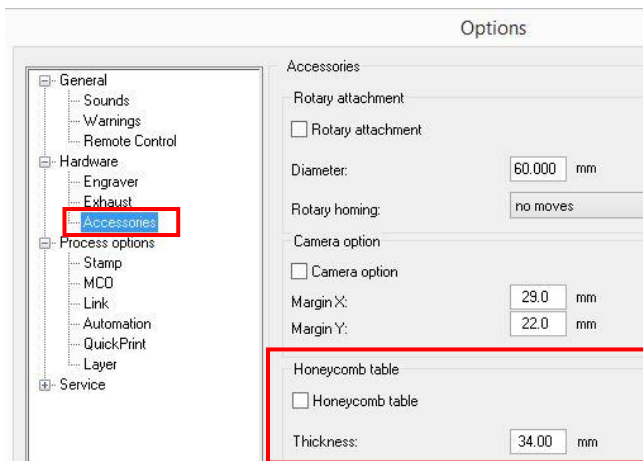 Options
General
Sounds
Warnings
Remote Control
Hardware
Engraver
Exhaust
Accessories
Process options
Stamp
MCO
Link
Automation
QuickPrint
Layer
Service
Accessories
Rotary attachment
Rotary attachment
Diameter: 60.000 mm
Rotary homing: no moves
Camera option
Camera option
Margin X: 29.0 mm
Margin Y: 22.0 mm
Honeycomb table
Honeycomb table
Thickness: 34.00 mm